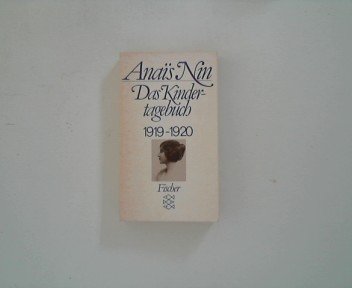 Anaïs Nin
Das Kinder-
tagebuch
1919-1920
Fischer